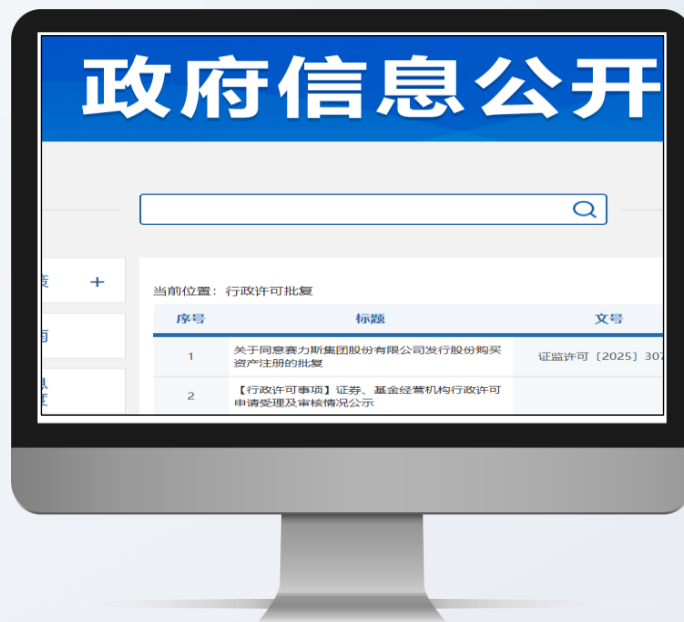 政府信息公开
+
当前位置：行政许可批复
序号 标题 文号
1 关于同意赛力斯集团股份有限公司发行股份购买
资产注册的批复 证监许可〔2025〕307
2 【行政许可事项】证券、基金经营机构行政许可
申请受理及审核情况公示